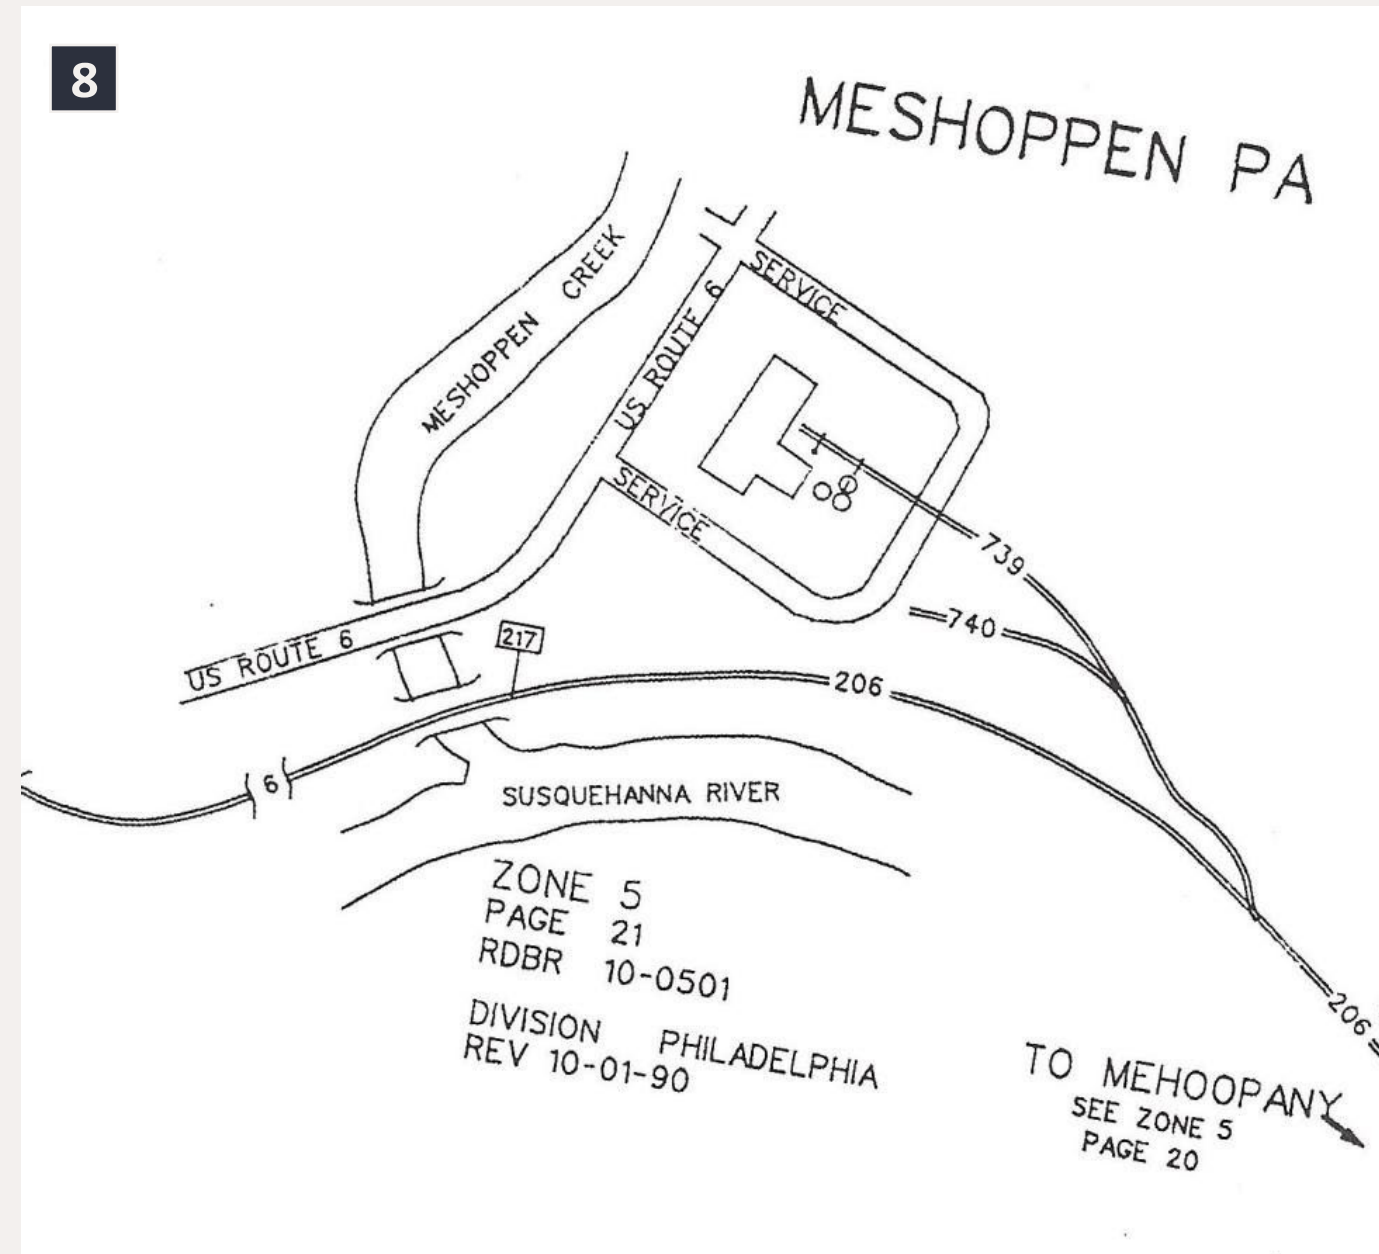 8
MESHOPPEN PA
MESHOPPEN CREEK
SERVICE
US ROUTE 6
SERVICE
739
740
217
US ROUTE 6
206
6
SUSQUEHANNA RIVER
ZONE 5
PAGE 21
RDBR 10-0501
DIVISION PHILADELPHIA
REV 10-01-90
206
TO MEHOOPANY
SEE ZONE 5
PAGE 20